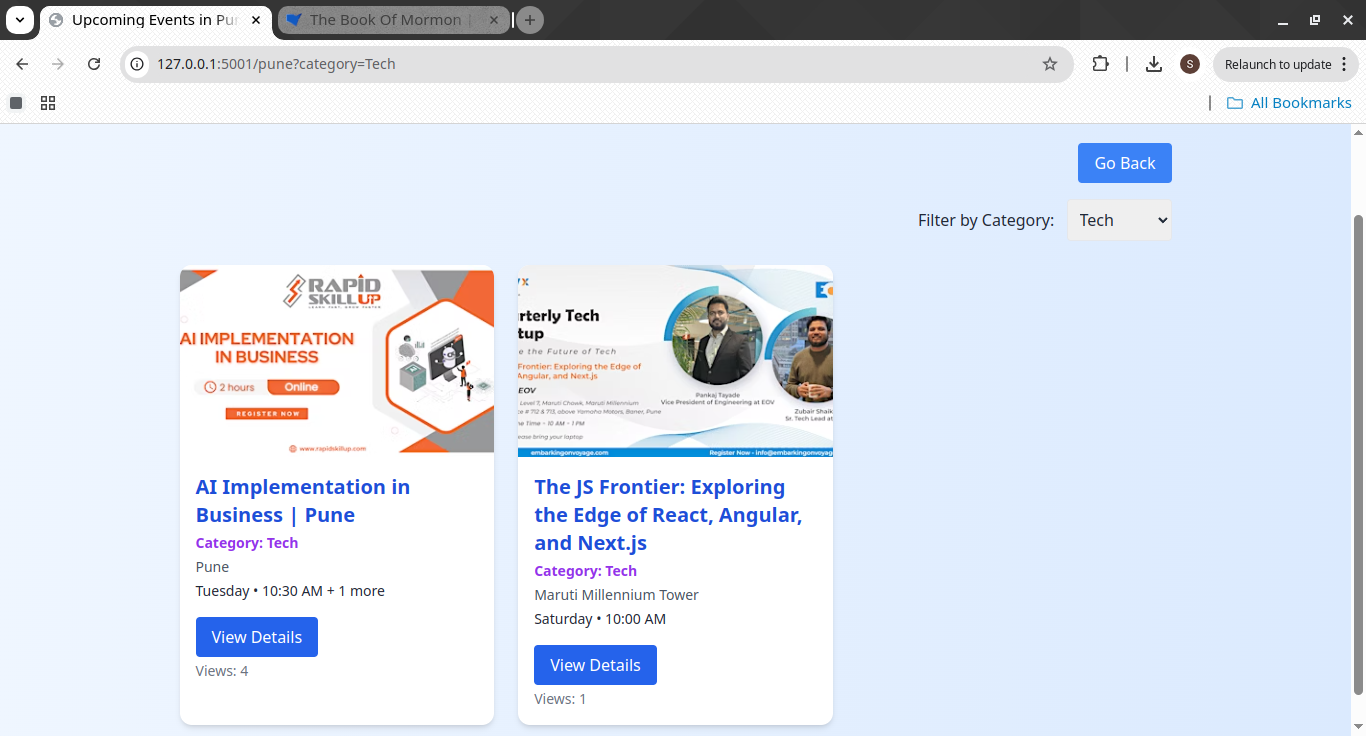 Upcoming Events in Pu
The Book Of Mormon |
127.0.0.1:5001/pune?category=Tech
S
Relaunch to update
All Bookmarks
Go Back
Filter by Category:
Tech
RAPID
SKILLUP
AI IMPLEMENTATION
IN BUSINESS
2 hours
Online
REGISTER NOW
www.rapidskillup.com
AI Implementation in
Business | Pune
Category: Tech
Pune
Tuesday • 10:30 AM + 1 more
View Details
Views: 4
rterly Tech
tup
e the Future of Tech
Frontier: Exploring the Edge of
Angular, and Next.js
EOV
Level 7, Maruti Chowk, Maruti Millennium
e # 712 & 713, above Yamaha Motors, Baner, Pune
e Time - 10 AM - 1 PM
ease bring your laptop
Pankaj Tayade
Vice President of Engineering at EOV
Zubair Shaik
Sr. Tech Lead at
embarkingonvoyage.com
Register Now - info@embarkingonvoyage
The JS Frontier: Exploring
the Edge of React, Angular,
and Next.js
Category: Tech
Maruti Millennium Tower
Saturday • 10:00 AM
View Details
Views: 1